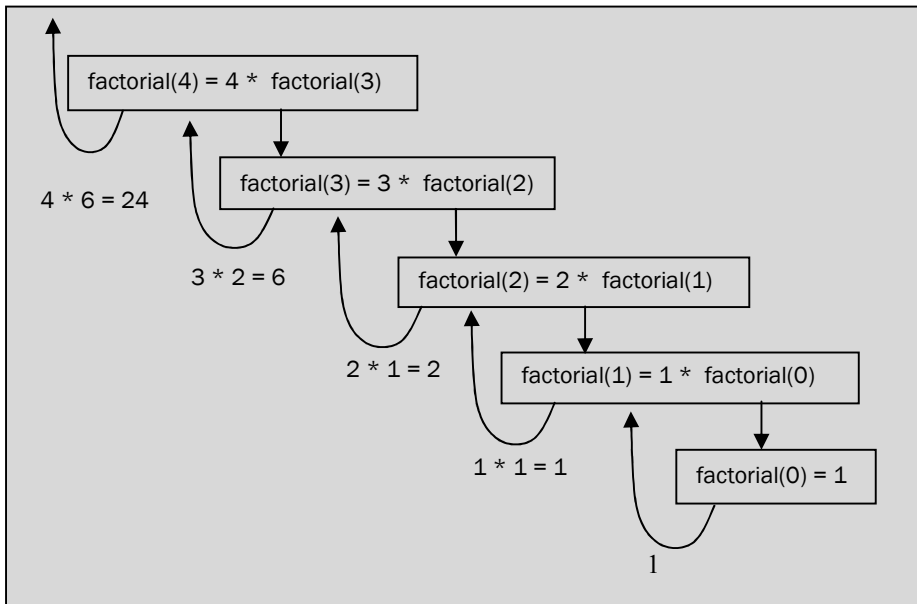 factorial(4) = 4 * factorial(3)
4 * 6 = 24
factorial(3) = 3 * factorial(2)
3 * 2 = 6
factorial(2) = 2 * factorial(1)
2 * 1 = 2
factorial(1) = 1 * factorial(0)
1 * 1 = 1
factorial(0) = 1
1